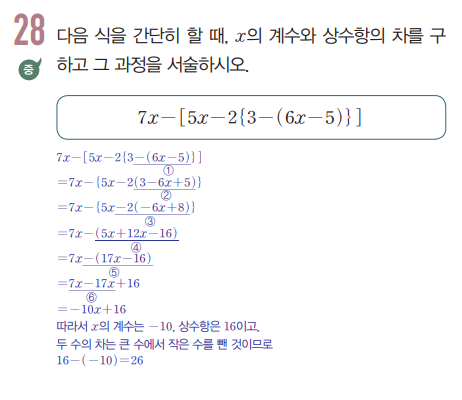 28 다음 식을 간단히 할 때, x의 계수와 상수항의 차를 구
중 하고 그 과정을 서술하시오.
7x−[5x−2{3−(6x−5)}]
7x−[5x−2{3−(6x−5)}]
①
=7x−{5x−2(3−6x+5)}
②
=7x−{5x−2(−6x+8)}
③
=7x−(5x+12x−16)
④
=7x−(17x−16)
⑤
=7x−17x+16
⑥
=−10x+16
따라서 x의 계수는 −10, 상수항은 16이고,
두 수의 차는 큰 수에서 작은 수를 뺀 것이므로
16−(−10)=26